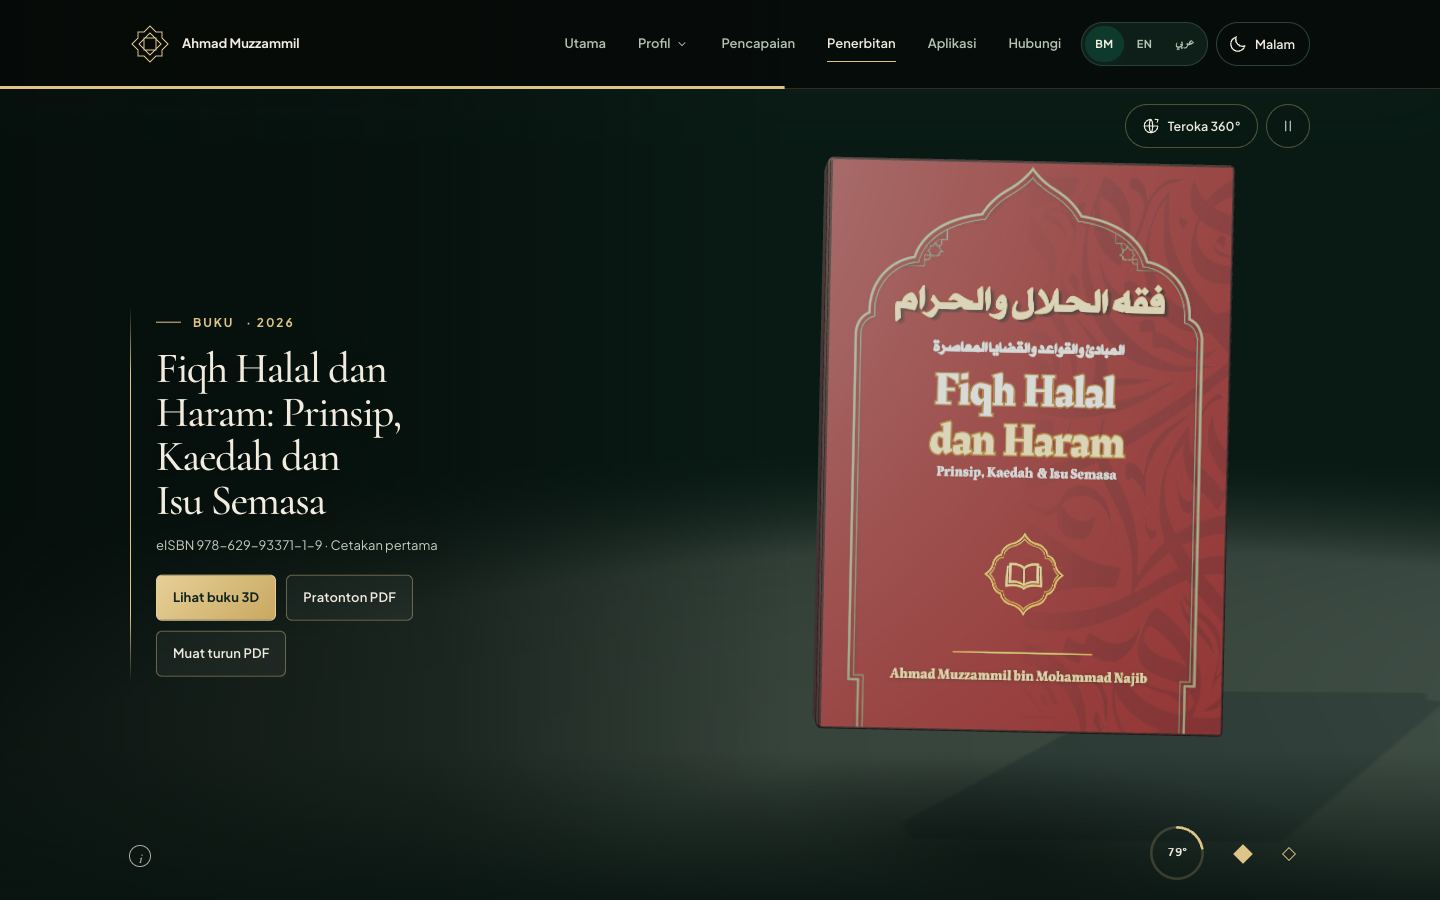 Ahmad Muzzammil
Utama
Profil
Pencapaian
Penerbitan
Aplikasi
Hubungi
BM
EN
عربي
Malam
Teroka 360°
BUKU · 2026
Fiqh Halal dan
Haram: Prinsip,
Kaedah dan
Isu Semasa
eISBN 978-629-93371-1-9 · Cetakan pertama
Lihat buku 3D
Pratonton PDF
Muat turun PDF
فقه الحلال والحرام
المبادئ والقواعد والقضايا المعاصرة
Fiqh Halal
dan Haram
Prinsip, Kaedah & Isu Semasa
Ahmad Muzzammil bin Mohammad Najib
i
79°